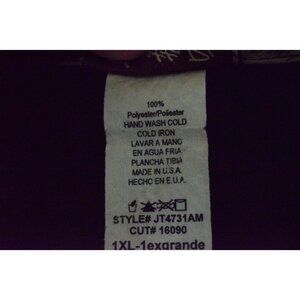 100%
Polyester/Poliester
HAND WASH COLD
COLD IRON
LAVAR A MANO
EN AGUA FRIA
PLANCHA TIBIA
MADE IN U.S.A.
HECHO EN E.U.A.
STYLE# JT4731AM
CUT# 16090
1XL-1exgrande